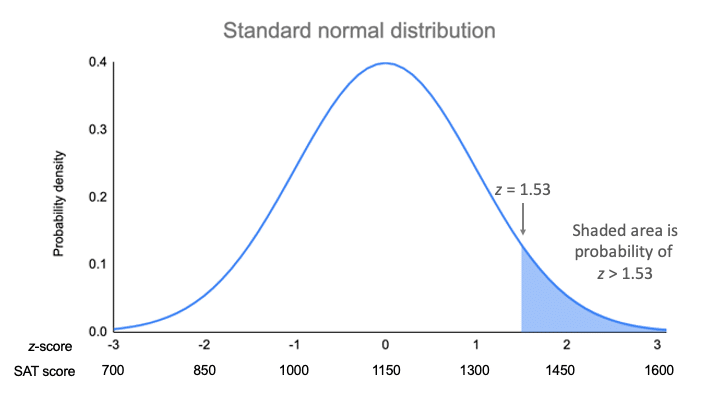 Standard normal distribution
0.4
0.3
0.2
0.1
0.0
Probability density
z = 1.53
Shaded area is
probability of
z > 1.53
z-score -3 -2 -1 0 1 2 3
SAT score 700 850 1000 1150 1300 1450 1600